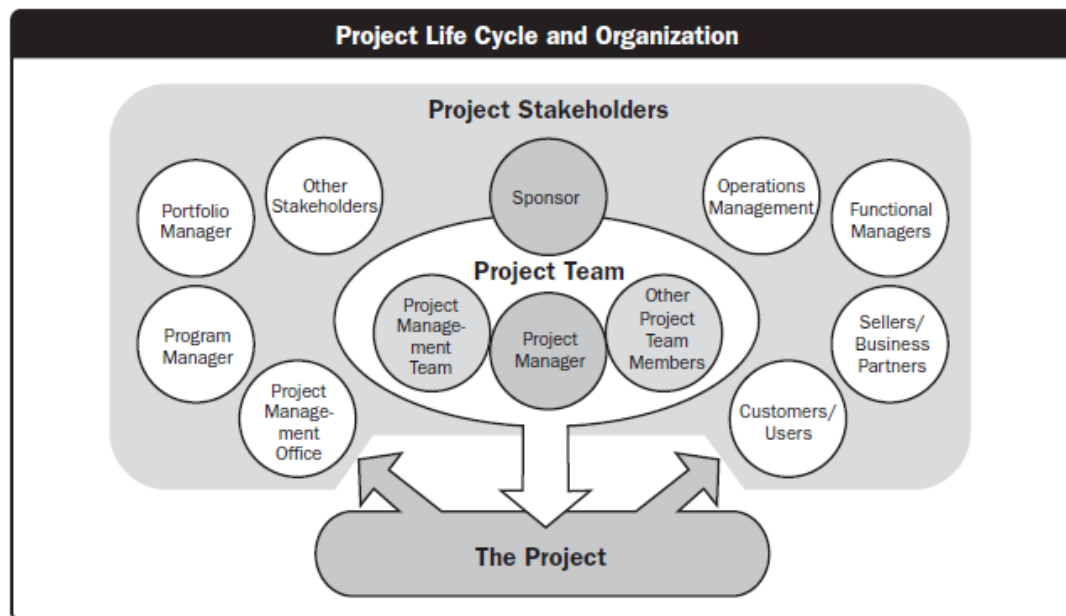 Project Life Cycle and Organization
Project Stakeholders
Portfolio
Manager
Other
Stakeholders
Sponsor
Operations
Management
Functional
Managers
Project Team
Program
Manager
Project
Manage-
ment
Team
Project
Manager
Other
Project
Team
Members
Sellers/
Business
Partners
Project
Manage-
ment
Office
Customers/
Users
The Project